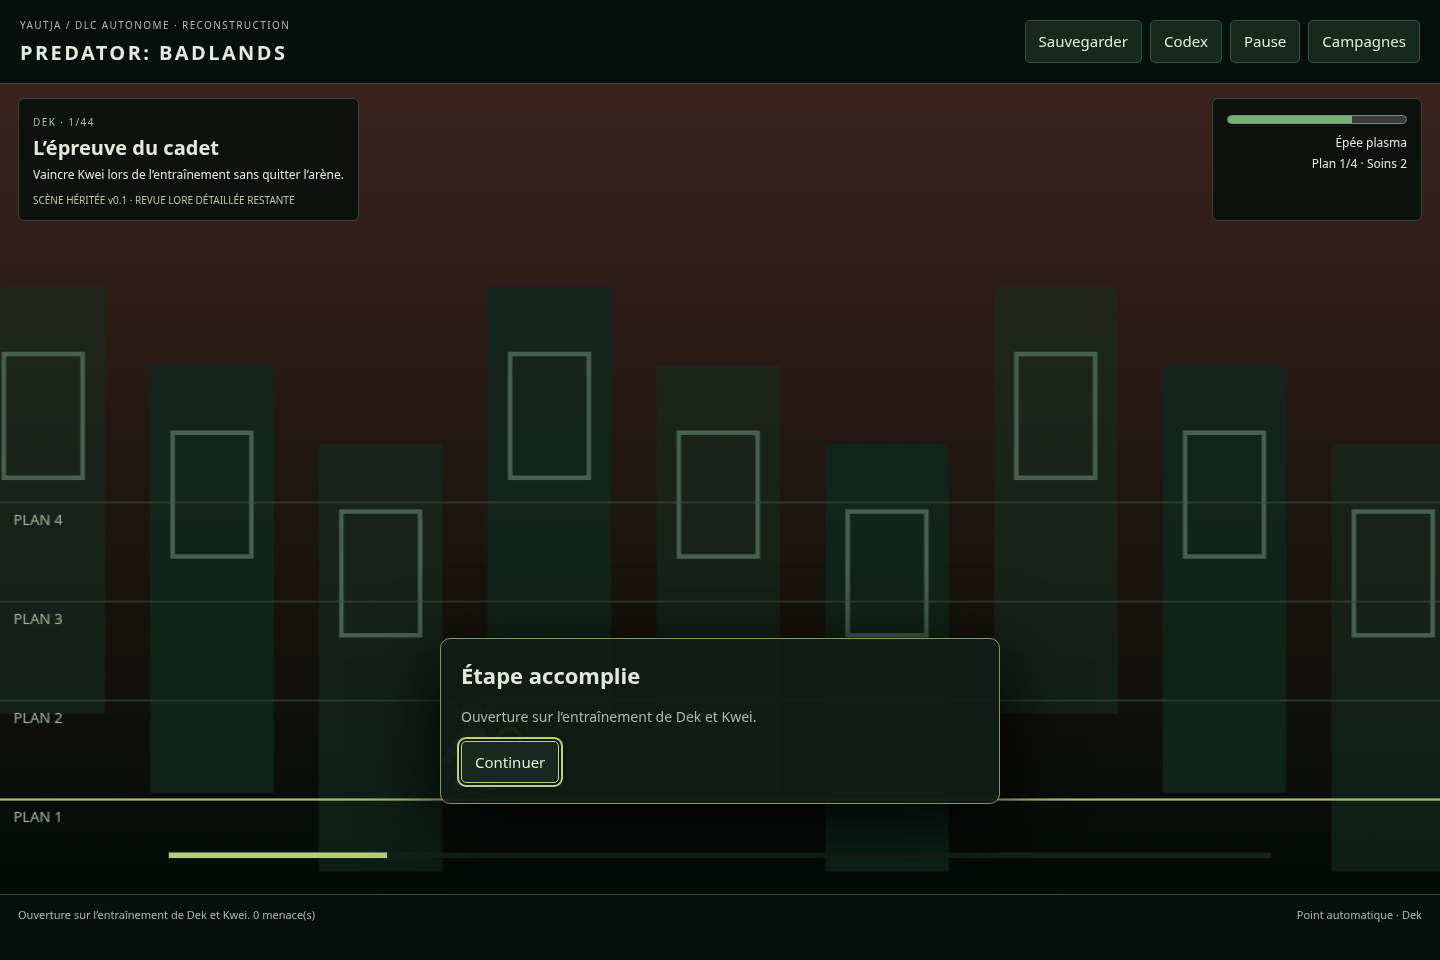 YAUTJA / DLC AUTONOME · RECONSTRUCTION
PREDATOR: BADLANDS
Sauvegarder
Codex
Pause
Campagnes
DEK · 1/44
L’épreuve du cadet
Vaincre Kwei lors de l’entraînement sans quitter l’arène.
SCÈNE HÉRITÉE v0.1 · REVUE LORE DÉTAILLÉE RESTANTE
Épée plasma
Plan 1/4 · Soins 2
PLAN 4
PLAN 3
PLAN 2
PLAN 1
Étape accomplie
Ouverture sur l’entraînement de Dek et Kwei.
Continuer
Ouverture sur l’entraînement de Dek et Kwei. 0 menace(s)
Point automatique · Dek